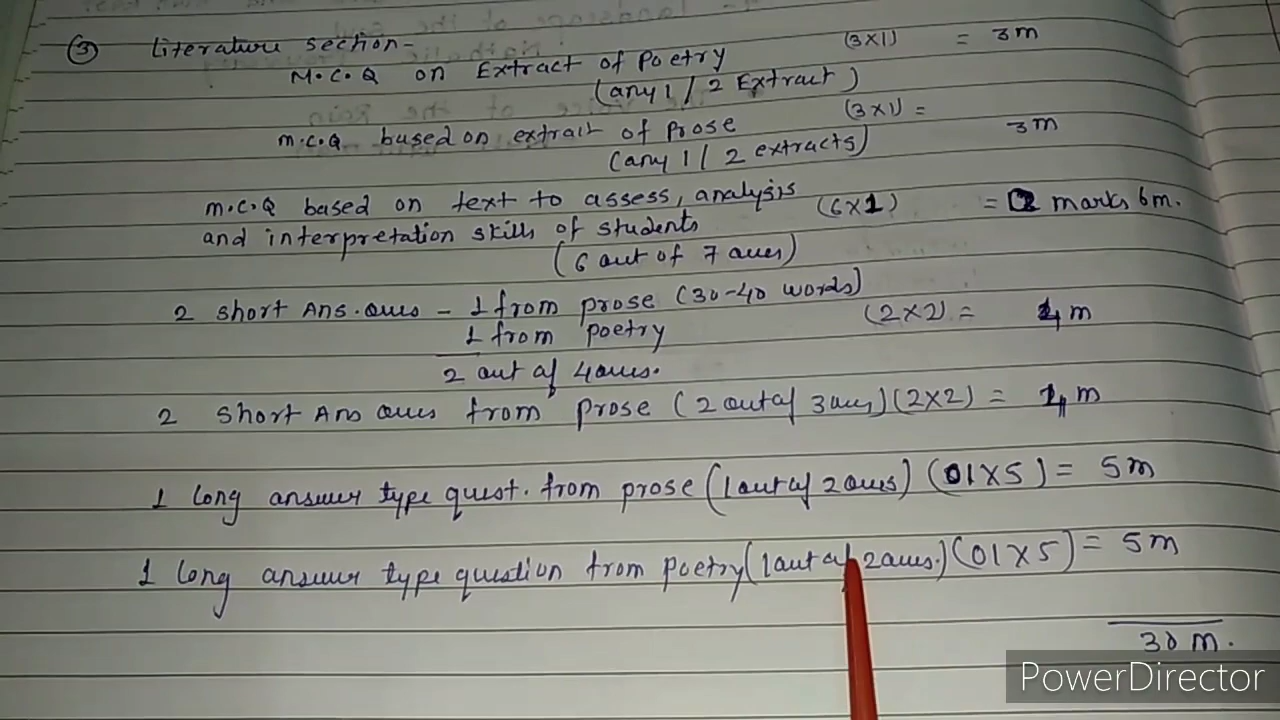 ③ Literature section-
M.C.Q on Extract of Poetry (3x1) = 3m
(any 1 / 2 Extract)
m.c.Q based on extract of prose (3x1) = 3m
(any 1 / 2 extracts)
m.c.Q based on text to assess, analysis
and interpretation skills of students (6x1) = marks 6m.
(6 out of 7 ques)
2 short Ans. ques - 1 from prose (30-40 words)
1 from poetry (2x2) = 4m
2 out of 4 ques.
2 short Ans ques from prose (2 out of 3 ques) (2x2) = 4m
1 long answer type quest. from prose (1 out of 2 ques) (01x5) = 5m
1 long answer type question from poetry (1 out of 2 ques.) (01x5) = 5m
30 m.
PowerDirector